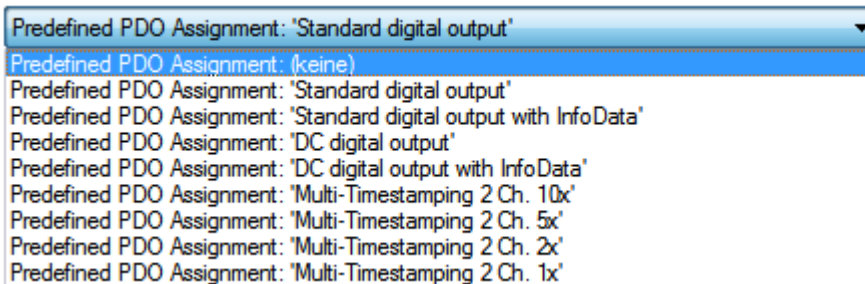 Predefined PDO Assignment: 'Standard digital output'
Predefined PDO Assignment: (keine)
Predefined PDO Assignment: 'Standard digital output'
Predefined PDO Assignment: 'Standard digital output with InfoData'
Predefined PDO Assignment: 'DC digital output'
Predefined PDO Assignment: 'DC digital output with InfoData'
Predefined PDO Assignment: 'Multi-Timestamping 2 Ch. 10x'
Predefined PDO Assignment: 'Multi-Timestamping 2 Ch. 5x'
Predefined PDO Assignment: 'Multi-Timestamping 2 Ch. 2x'
Predefined PDO Assignment: 'Multi-Timestamping 2 Ch. 1x'